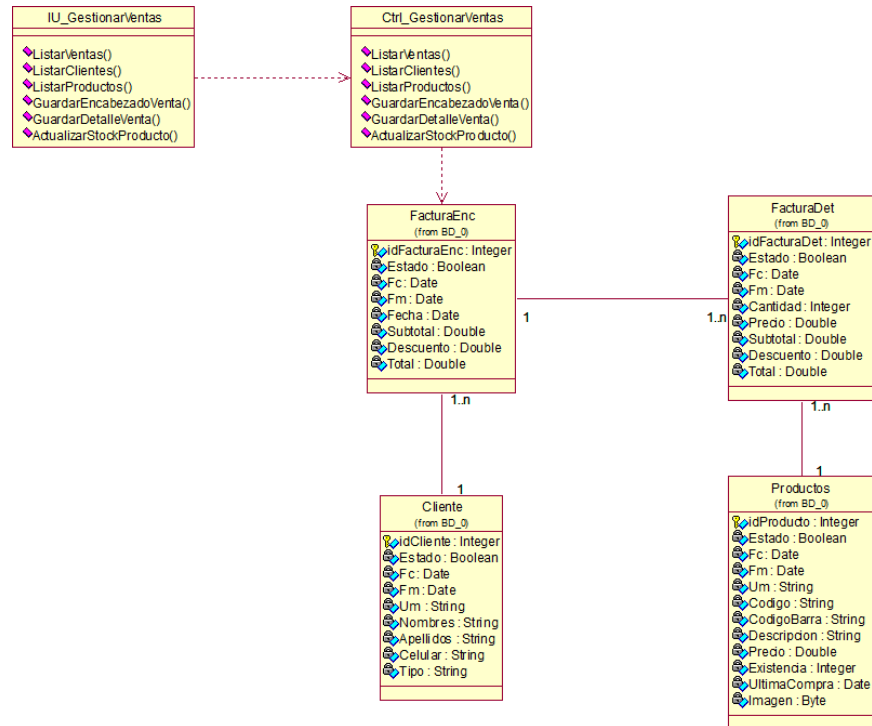 IU_GestionarVentas
ListarVentas()
ListarClientes()
ListarProductos()
GuardarEncabezadoVenta()
GuardarDetalleVenta()
ActualizarStockProducto()
Ctrl_GestionarVentas
ListarVentas()
ListarClientes()
ListarProductos()
GuardarEncabezadoVenta()
GuardarDetalleVenta()
ActualizarStockProducto()
FacturaEnc
(from BD_0)
idFacturaEnc : Integer
Estado : Boolean
Fc : Date
Fm : Date
Fecha : Date
Subtotal : Double
Descuento : Double
Total : Double
1
1..n
1..n
1
FacturaDet
(from BD_0)
idFacturaDet : Integer
Estado : Boolean
Fc : Date
Fm : Date
Cantidad : Integer
Precio : Double
Subtotal : Double
Descuento : Double
Total : Double
1..n
1
Cliente
(from BD_0)
idCliente : Integer
Estado : Boolean
Fc : Date
Fm : Date
Um : String
Nombres : String
Apellidos : String
Celular : String
Tipo : String
Productos
(from BD_0)
idProducto : Integer
Estado : Boolean
Fc : Date
Fm : Date
Um : String
Codigo : String
CodigoBarra : String
Descripcion : String
Precio : Double
Existencia : Integer
UltimaCompra : Date
Imagen : Byte